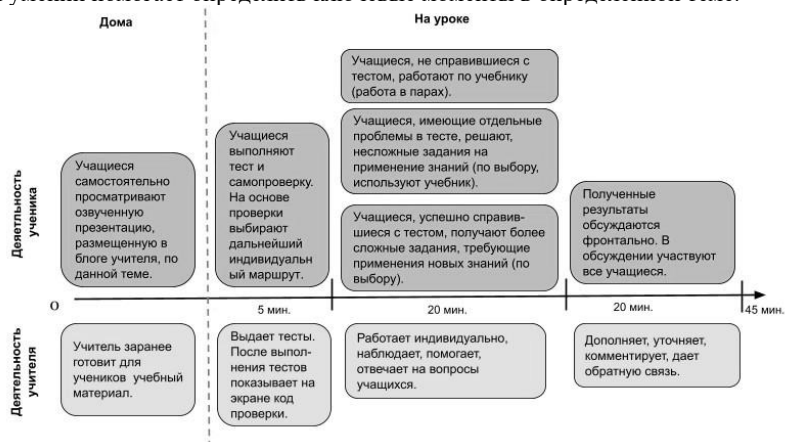 Дома
На уроке
Деяетльность
ученика
Учащиеся
самостоятельно
просматривают
озвученную
презентацию,
размещенную в
блоге учителя, по
данной теме.
Учащиеся
выполняют
тест и
самопроверку.
На основе
проверки
выбирают
дальнейший
индивидуальн
ый маршрут.
Учащиеся, не справившиеся с
тестом, работают по учебнику
(работа в парах).
Учащиеся, имеющие отдельные
проблемы в тесте, решают,
несложные задания на
применение знаний (по выбору,
используют учебник).
Учащиеся, успешно справив-
шиеся с тестом, получают более
сложные задания, требующие
применения новых знаний (по
выбору).
Полученные
результаты
обсуждаются
фронтально. В
обсуждении участвуют
все учащиеся.
О
5 мин.
20 мин.
20 мин.
45 мин.
Деятельность
учителя
Учитель заранее
готовит для
учеников учебный
материал.
Выдает тесты.
После выпол-
нения тестов
показывает на
экране код
проверки.
Работает индивидуально,
наблюдает, помогает,
отвечает на вопросы
учащихся.
Дополняет, уточняет,
комментирует, дает
обратную связь.